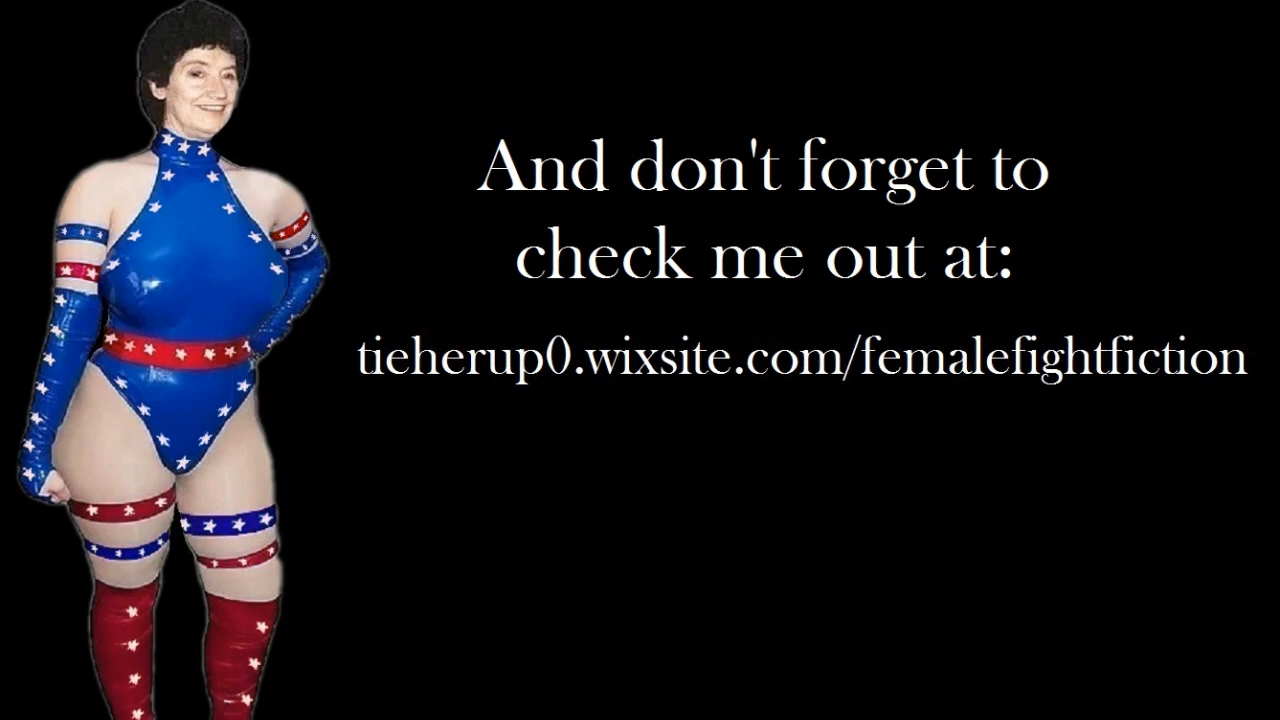 And don't forget to
check me out at:
tieherup0.wixsite.com/femalefightfiction